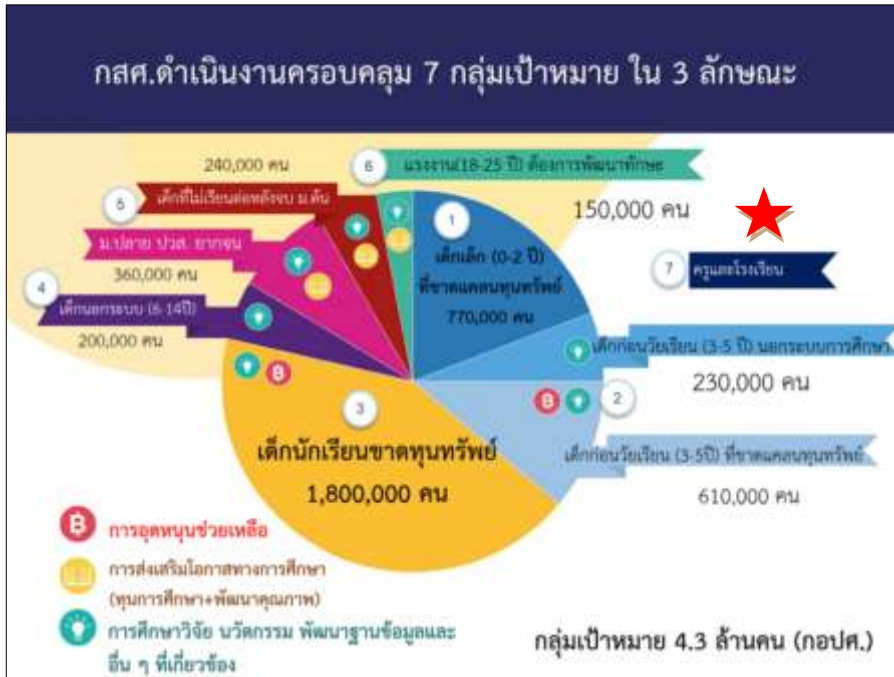 กสศ.ดำเนินงานครอบคลุม 7 กลุ่มเป้าหมาย ใน 3 ลักษณะ
240,000 คน
6
แรงงาน(18-25 ปี) ต้องการพัฒนาทักษะ
150,000 คน
5
เด็กที่ไม่เรียนต่อหลังจบ ม.ต้น
ม.ปลาย ปวส. ยากจน
360,000 คน
4
เด็กนอกระบบ (6-14ปี)
200,000 คน
1
เด็กเล็ก (0-2 ปี)
ที่ขาดแคลนทุนทรัพย์
770,000 คน
7
ครูและโรงเรียน
เด็กก่อนวัยเรียน (3-5 ปี) นอกระบบการศึกษา
230,000 คน
2
เด็กก่อนวัยเรียน (3-5ปี) ที่ขาดแคลนทุนทรัพย์
610,000 คน
3
เด็กนักเรียนขาดทุนทรัพย์
1,800,000 คน
การอุดหนุนช่วยเหลือ
การส่งเสริมโอกาสทางการศึกษา
(ทุนการศึกษา+พัฒนาคุณภาพ)
การศึกษาวิจัย นวัตกรรม พัฒนาฐานข้อมูลและ
อื่น ๆ ที่เกี่ยวข้อง
กลุ่มเป้าหมาย 4.3 ล้านคน (กอปศ.)